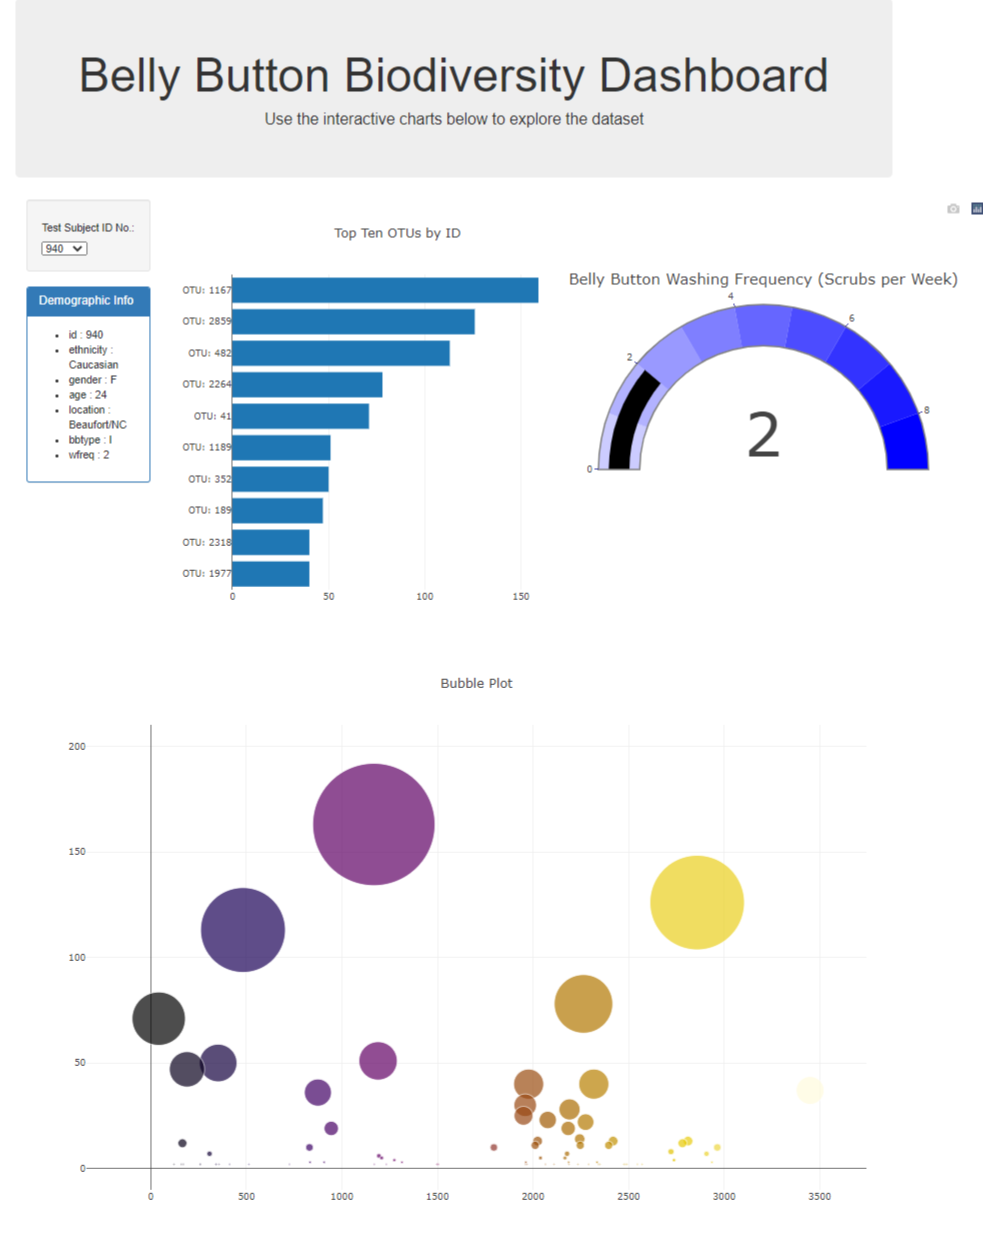 Belly Button Biodiversity Dashboard
Use the interactive charts below to explore the dataset
Test Subject ID No.:
940
Demographic Info
id : 940
ethnicity :
Caucasian
gender : F
age : 24
location :
Beaufort/NC
bbtype : I
wfreq : 2
Top Ten OTUs by ID
OTU: 1167
OTU: 2859
OTU: 482
OTU: 2264
OTU: 41
OTU: 1189
OTU: 352
OTU: 189
OTU: 2318
OTU: 1977
0 50 100 150
Belly Button Washing Frequency (Scrubs per Week)
0
2
4
6
8
2
Bubble Plot
200
150
100
50
0
0 500 1000 1500 2000 2500 3000 3500